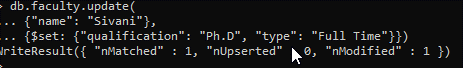 > db.faculty.update(
... {"name": "Sivani"},
... {$set: {"qualification": "Ph.D", "type": "Full Time"}})
WriteResult({ "nMatched" : 1, "nUpserted" : 0, "nModified" : 1 })